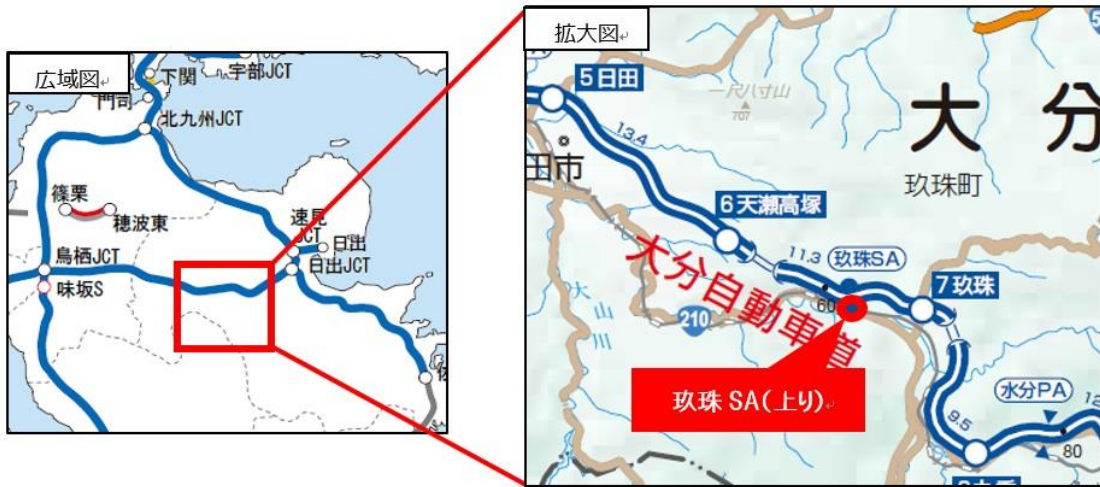 広域図
下関
宇部JCT
門司
北九州JCT
篠栗
穂波東
速見
JCT
日出
鳥栖JCT
日出JCT
味坂S
拡大図
5日田
一尺八寸山
707
大分
13.4
田市
玖珠町
6天瀬高塚
11.3
玖珠SA
大分自動車道
7玖珠
60
大山川
210
玖珠 SA(上り)
水分PA
9.5
80